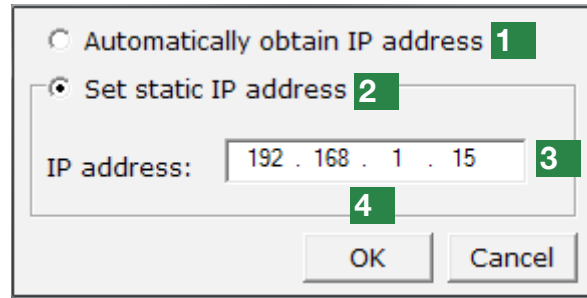 Automatically obtain IP address 1
Set static IP address 2
IP address: 192 . 168 . 1 . 15 3
4
OK Cancel